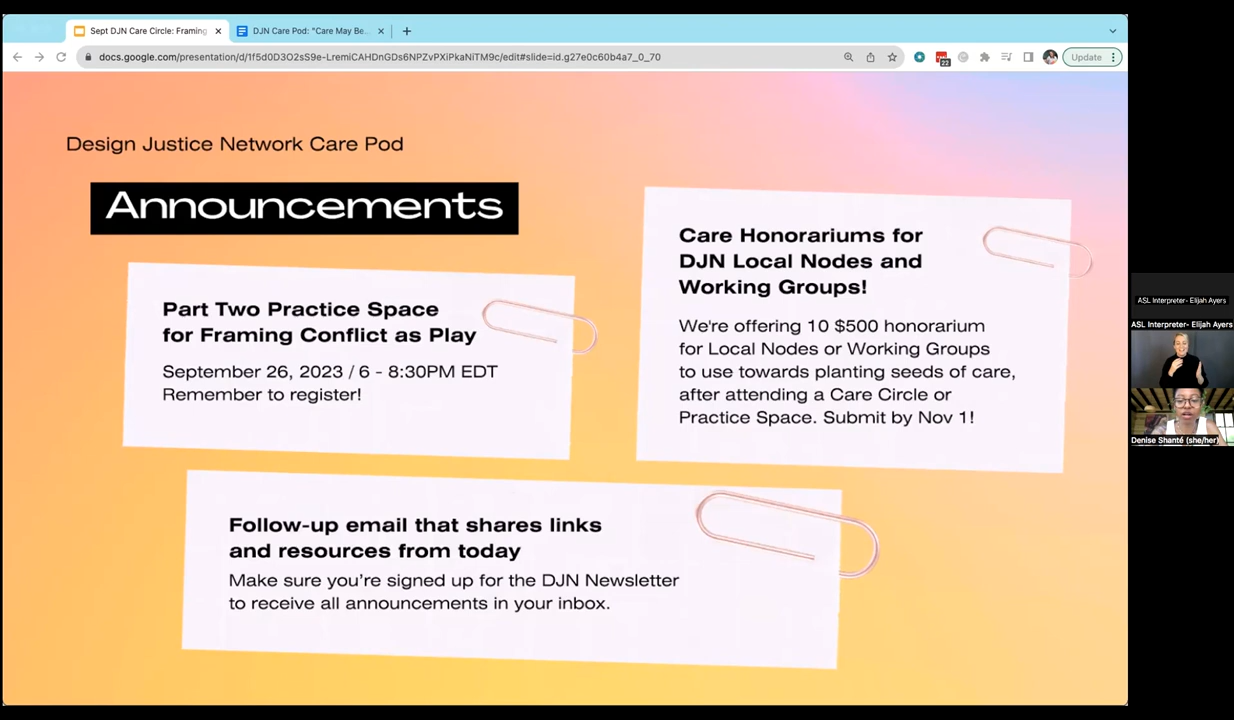 Sept DJN Care Circle: Framing
DJN Care Pod: "Care May Be..
docs.google.com/presentation/d/1f5d0D3O2sS9e-LremiCAHDnGDs6NPZvPXiPkaNiTM9c/edit#slide=id.g27e0c60b4a7_0_70
22
Update
Design Justice Network Care Pod
Announcements
Part Two Practice Space
for Framing Conflict as Play
September 26, 2023 / 6 - 8:30PM EDT
Remember to register!
Care Honorariums for
DJN Local Nodes and
Working Groups!
We're offering 10 $500 honorarium
for Local Nodes or Working Groups
to use towards planting seeds of care,
after attending a Care Circle or
Practice Space. Submit by Nov 1!
Follow-up email that shares links
and resources from today
Make sure you're signed up for the DJN Newsletter
to receive all announcements in your inbox.
ASL Interpreter- Elijah Ayers
ASL Interpreter- Elijah Ayers
Denise Shanté (she/her)